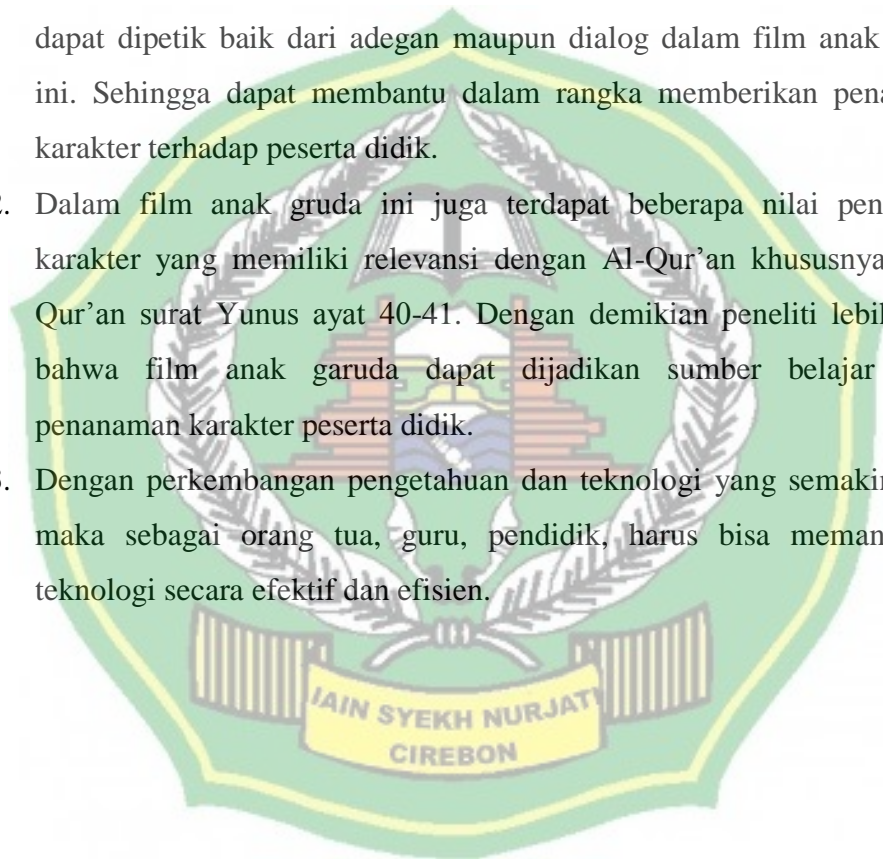 dapat dipetik baik dari adegan maupun dialog dalam film anak
ini. Sehingga dapat membantu dalam rangka memberikan pena
karakter terhadap peserta didik.
2. Dalam film anak gruda ini juga terdapat beberapa nilai pen
karakter yang memiliki relevansi dengan Al-Qur'an khususnya
Qur'an surat Yunus ayat 40-41. Dengan demikian peneliti lebih
bahwa film anak garuda dapat dijadikan sumber belajar
penanaman karakter peserta didik.
3. Dengan perkembangan pengetahuan dan teknologi yang semakin
maka sebagai orang tua, guru, pendidik, harus bisa meman
teknologi secara efektif dan efisien.
IAIN SYEKH NURJATI
CIREBON